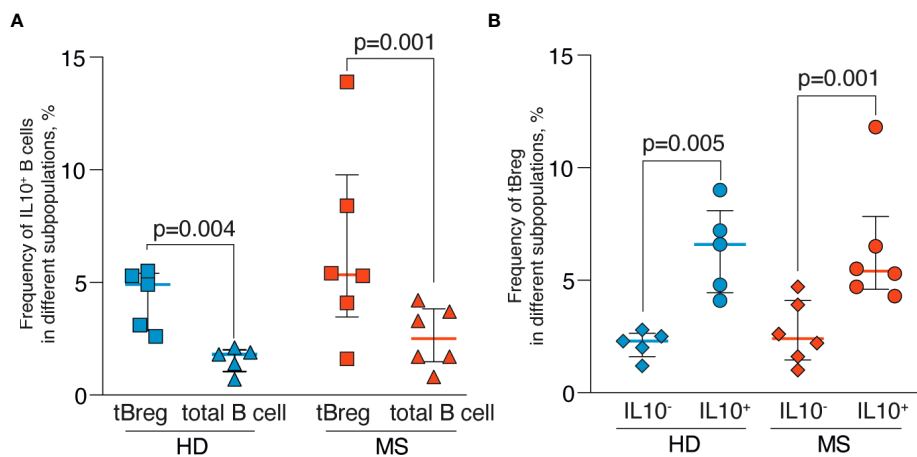 A
Frequency of IL10⁺ B cells
in different subpopulations, %
15
10
5
0
p=0.004
p=0.001
tBreg total B cell tBreg total B cell
HD MS
B
Frequency of tBreg
in different subpopulations, %
15
10
5
0
p=0.005
p=0.001
IL10⁻ IL10⁺ IL10⁻ IL10⁺
HD MS